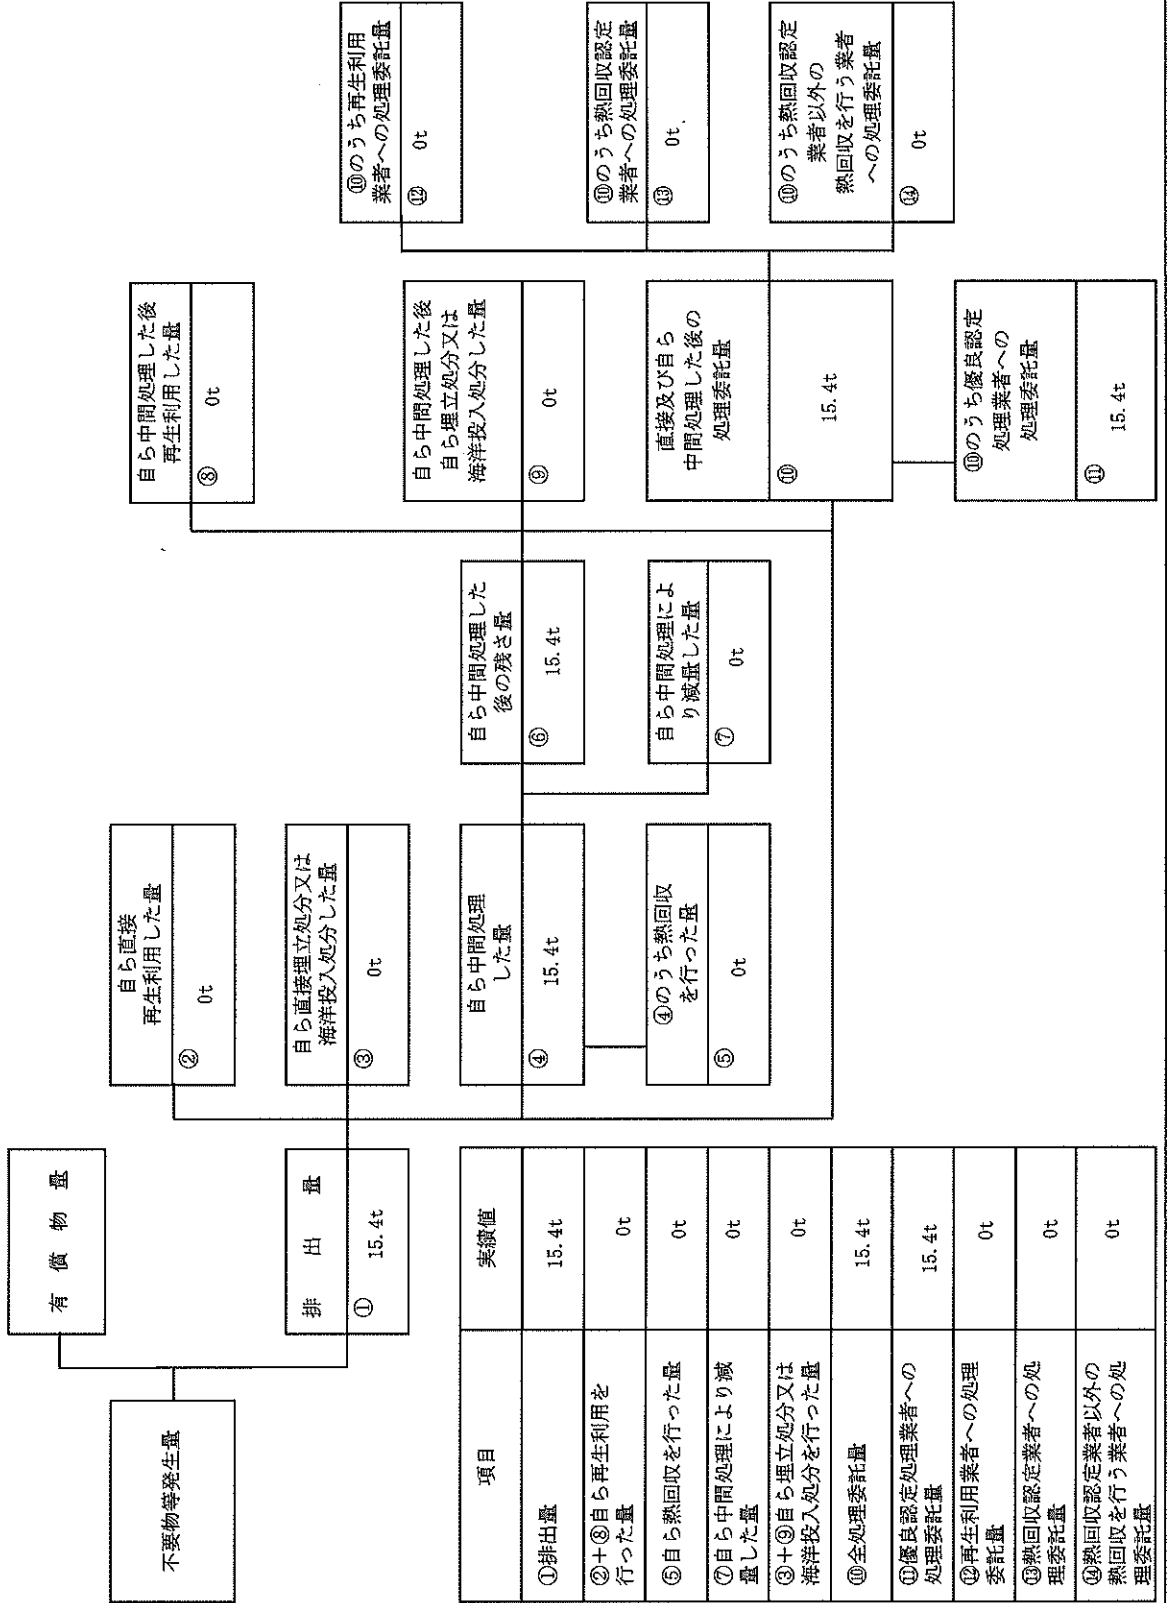 不要物等発生量
有償物量
排出量
① 15.4t
自ら直接
再生利用した量
② 0t
自ら直接埋立処分又は
海洋投入処分した量
③ 0t
自ら中間処理
した量
④ 15.4t
④のうち熱回収
を行った量
⑤ 0t
自ら中間処理した
後の残さ量
⑥ 15.4t
自ら中間処理によ
り減量した量
⑦ 0t
自ら中間処理した後
再生利用した量
⑧ 0t
自ら中間処理した後
自ら埋立処分又は
海洋投入処分した量
⑨ 0t
直接及び自ら
中間処理した後の
処理委託量
⑩ 15.4t
⑩のうち優良認定
処理業者への
処理委託量
⑪ 15.4t
⑩のうち再生利用
業者への処理委託量
⑫ 0t
⑩のうち熱回収認定
業者への処理委託量
⑬ 0t
⑩のうち熱回収認定
業者以外の
熱回収を行う業者
への処理委託量
⑭ 0t
項目 実績値
①排出量 15.4t
②+⑧自ら再生利用を
行った量 0t
⑤自ら熱回収を行った量 0t
⑦自ら中間処理により減
量した量 0t
③+⑨自ら埋立処分又は
海洋投入処分を行った量 0t
⑩全処理委託量 15.4t
⑪優良認定処理業者への
処理委託量 15.4t
⑫再生利用業者への処理
委託量 0t
⑬熱回収認定業者への処
理委託量 0t
⑭熱回収認定業者以外の
熱回収を行う業者への処
理委託量 0t